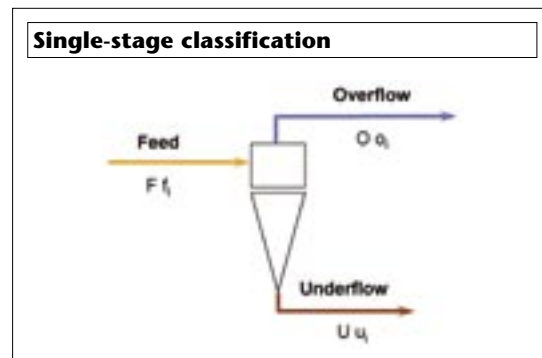 Single-stage classification
Overflow
O oᵢ
Feed
F fᵢ
Underflow
U uᵢ